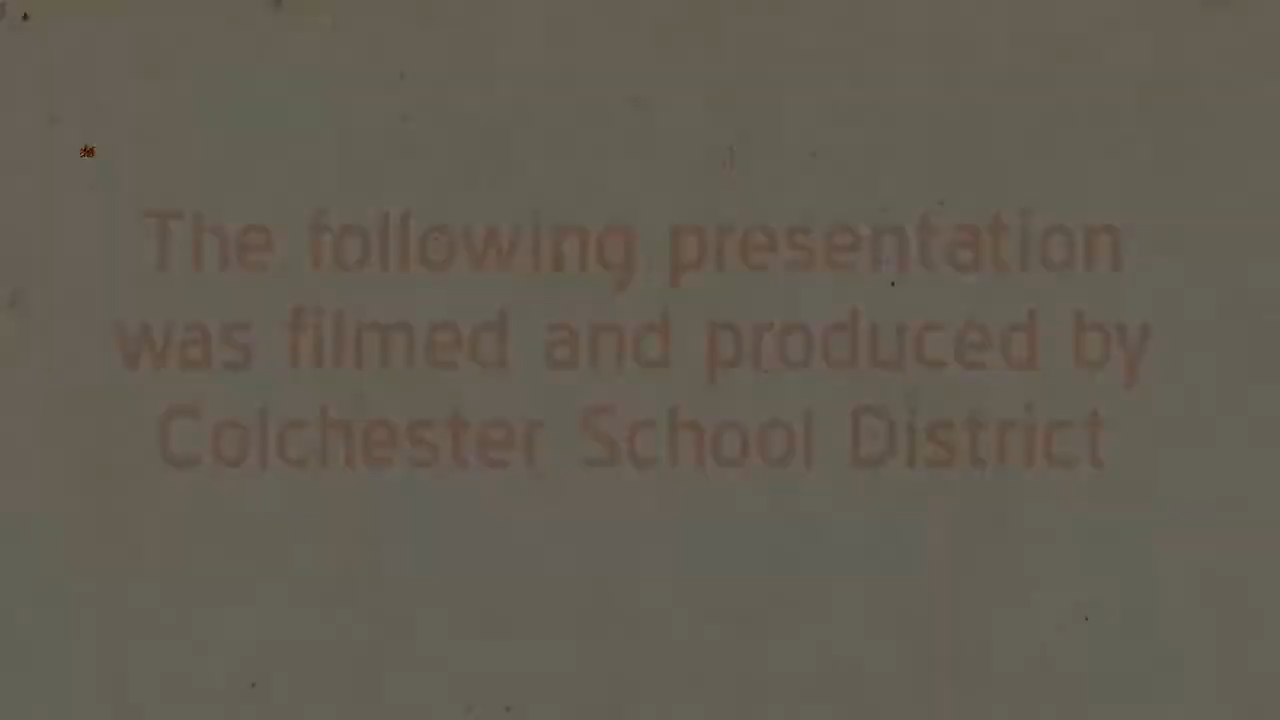 The following presentation
was filmed and produced by
Colchester School District